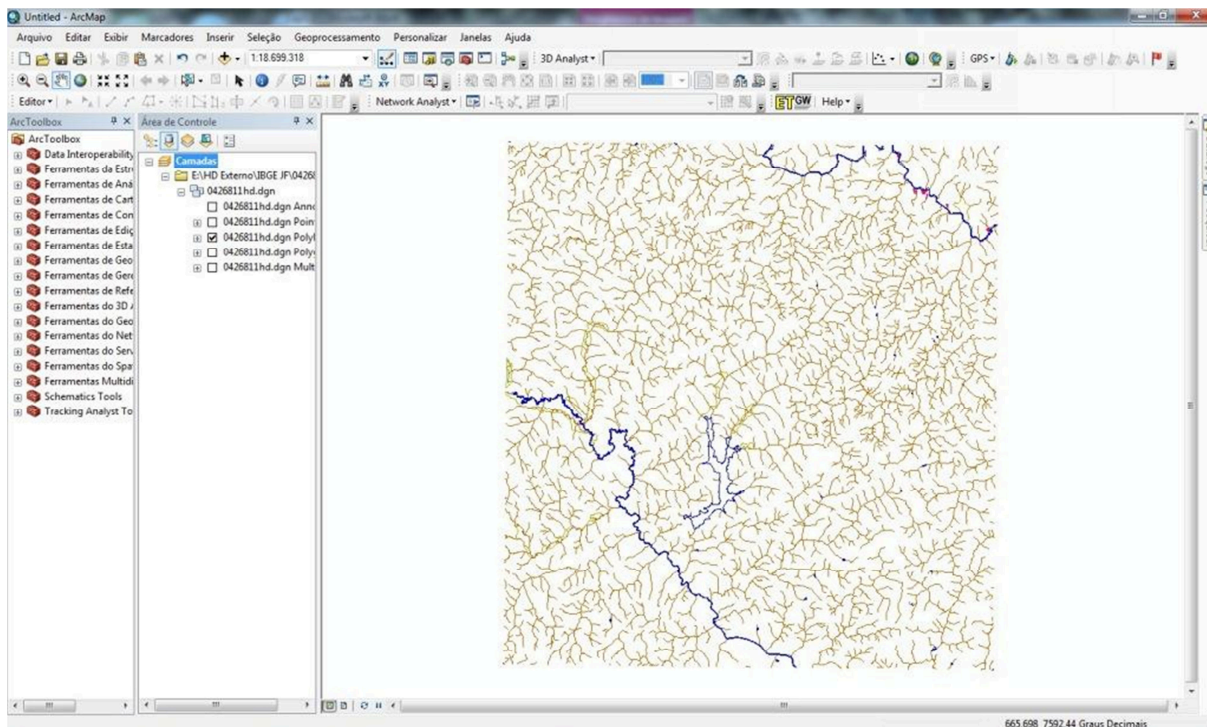 Untitled - ArcMap
Arquivo Editar Exibir Marcadores Inserir Seleção Geoprocessamento Personalizar Janelas Ajuda
1:18.699.318 3D Analyst GPS
Editor Network Analyst ET GW Help
ArcToolbox
ArcToolbox
Data Interoperability
Ferramentas da Estr
Ferramentas de Aná
Ferramentas de Cart
Ferramentas de Con
Ferramentas de Ediç
Ferramentas de Esta
Ferramentas de Geo
Ferramentas de Gere
Ferramentas de Refe
Ferramentas do 3D A
Ferramentas do Geo
Ferramentas do Net
Ferramentas do Serv
Ferramentas do Spat
Ferramentas Multidi
Schematics Tools
Tracking Analyst To
Área de Controle
Camadas
E:\HD Externo\IBGE JF\0426
0426811hd.dgn
0426811hd.dgn Anno
0426811hd.dgn Poin
0426811hd.dgn Polyl
0426811hd.dgn Poly
0426811hd.dgn Mult
665,698 7592,44 Graus Decimais